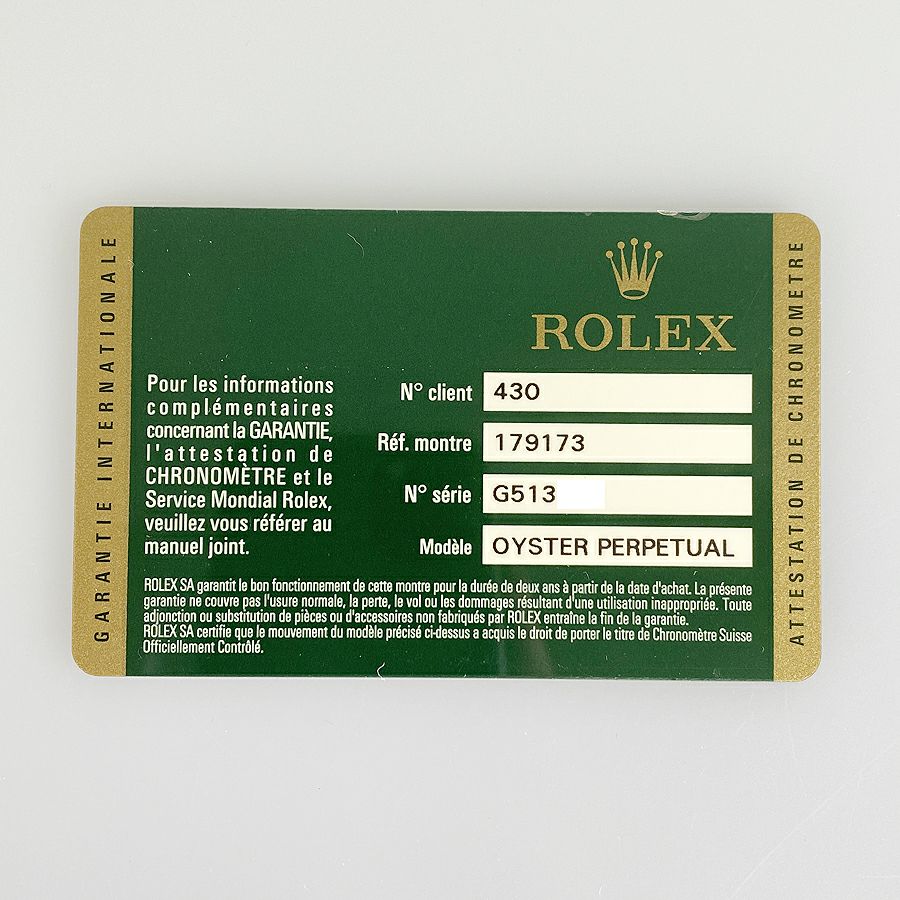 GARANTIE INTERNATIONALE
ROLEX
Pour les informations
complémentaires
concernant la GARANTIE,
l'attestation de
CHRONOMÈTRE et le
Service Mondial Rolex,
veuillez vous référer au
manuel joint.
N° client 430
Réf. montre 179173
N° série G513
Modèle OYSTER PERPETUAL
ROLEX SA garantit le bon fonctionnement de cette montre pour la durée de deux ans à partir de la date d'achat. La présente
garantie ne couvre pas l'usure normale, la perte, le vol ou les dommages résultant d'une utilisation inappropriée. Toute
adjonction ou substitution de pièces ou d'accessoires non fabriqués par ROLEX entraîne la fin de la garantie.
ROLEX SA certifie que le mouvement du modèle précisé ci-dessus a acquis le droit de porter le titre de Chronomètre Suisse
Officiellement Contrôlé.
ATTESTATION DE CHRONOMETRE